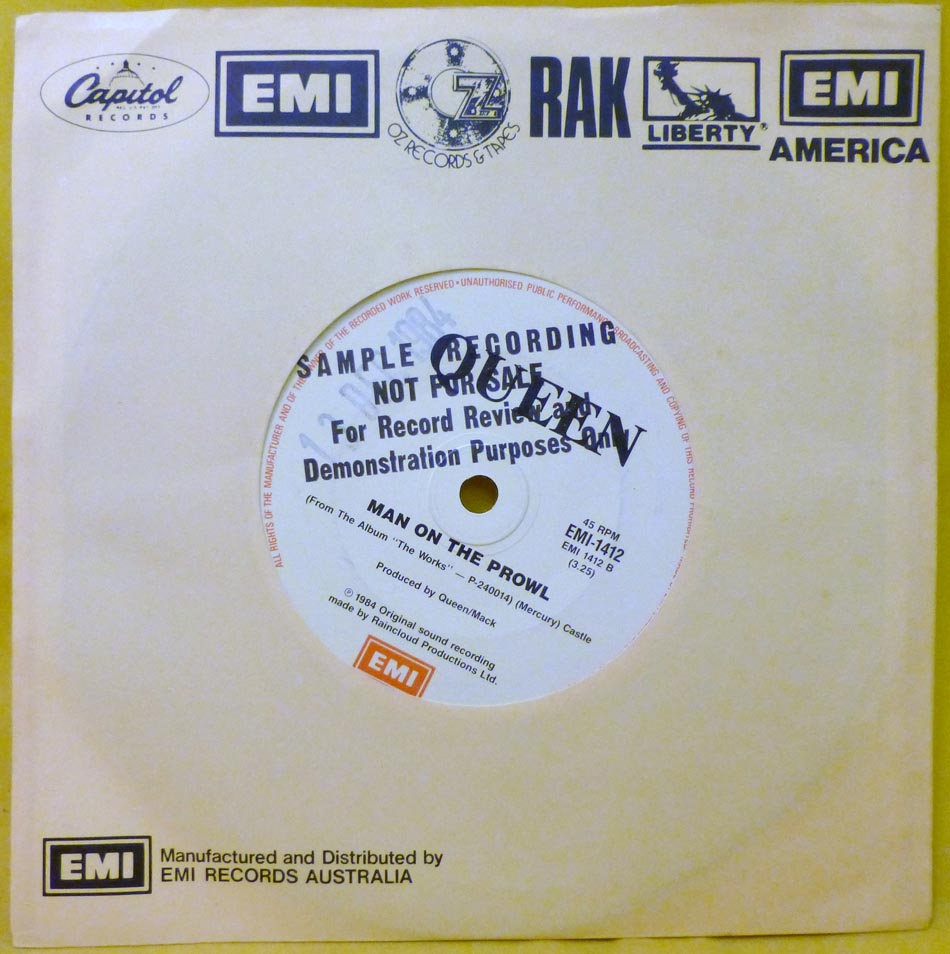 Capitol
RECORDS
EMI
OZ
OZ RECORDS & TAPES
RAK
LIBERTY®
EMI
AMERICA
ALL RIGHTS OF THE MANUFACTURER AND OF THE OWNER OF THE RECORDED WORK RESERVED • UNAUTHORISED PUBLIC PERFORMANCE BROADCASTING AND COPYING OF THIS RECORD
1984
SAMPLE RECORDING
NOT FOR SALE
For Record Review and
Demonstration Purposes Only
QUEEN
MAN ON THE PROWL
(From The Album "The Works" — P-240014) (Mercury) Castle
Produced by Queen/Mack
℗ 1984 Original sound recording
made by Raincloud Productions Ltd.
45 RPM
EMI-1412
EMI 1412 B
(3.25)
EMI
EMI
Manufactured and Distributed by
EMI RECORDS AUSTRALIA